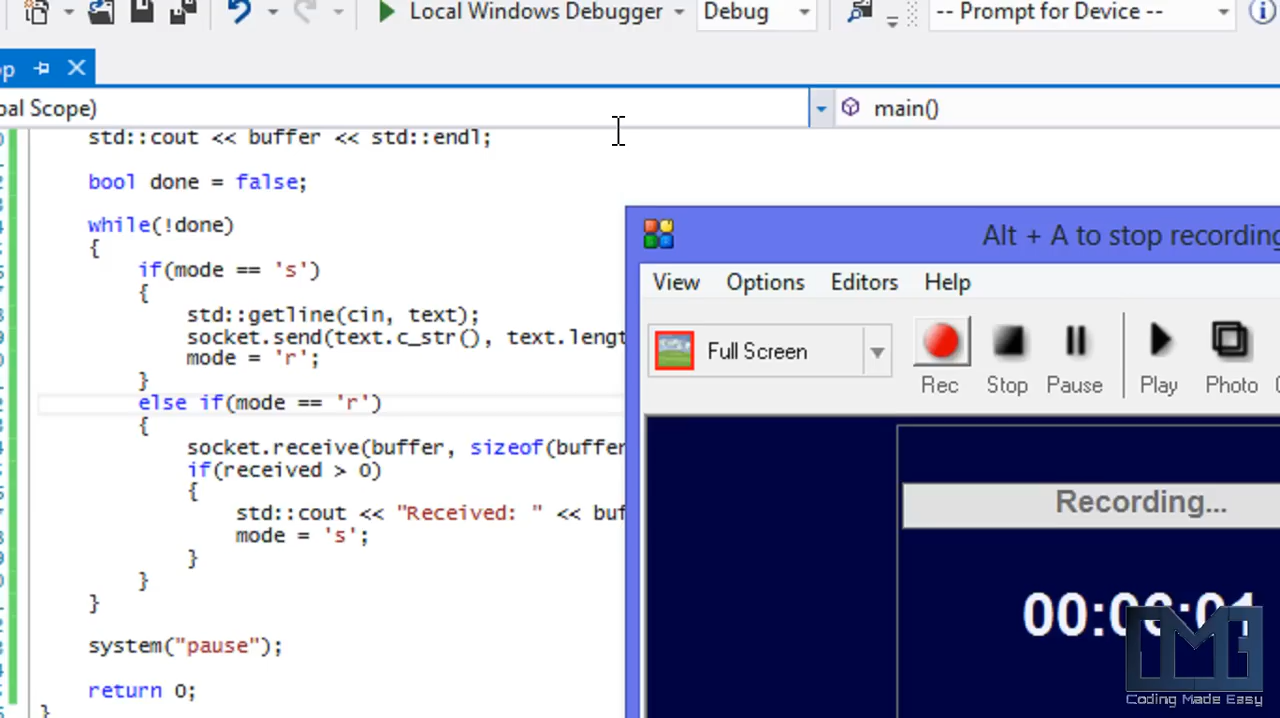 Local Windows Debugger Debug -- Prompt for Device --
al Scope) main()
std::cout << buffer << std::endl;
bool done = false;
while(!done)
{
if(mode == 's')
{
std::getline(cin, text);
socket.send(text.c_str(), text.lengt
mode = 'r';
}
else if(mode == 'r')
{
socket.receive(buffer, sizeof(buffer
if(received > 0)
{
std::cout << "Received: " << buf
mode = 's';
}
}
}
system("pause");
return 0;
}
Alt + A to stop recording
View Options Editors Help
Full Screen
Rec Stop Pause Play Photo
Recording...
Coding Made Easy